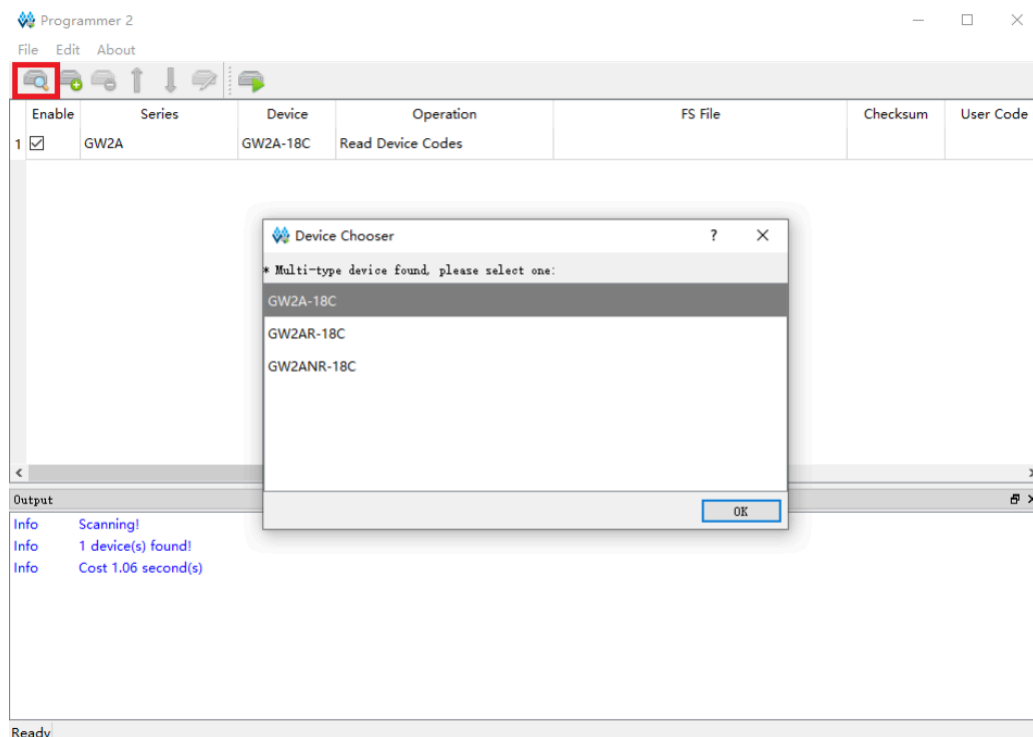 Programmer 2
File Edit About
Enable Series Device Operation FS File Checksum User Code
1 GW2A GW2A-18C Read Device Codes
Device Chooser ?
* Multi-type device found, please select one:
GW2A-18C
GW2AR-18C
GW2ANR-18C
OK
Output
Info Scanning!
Info 1 device(s) found!
Info Cost 1.06 second(s)
Ready